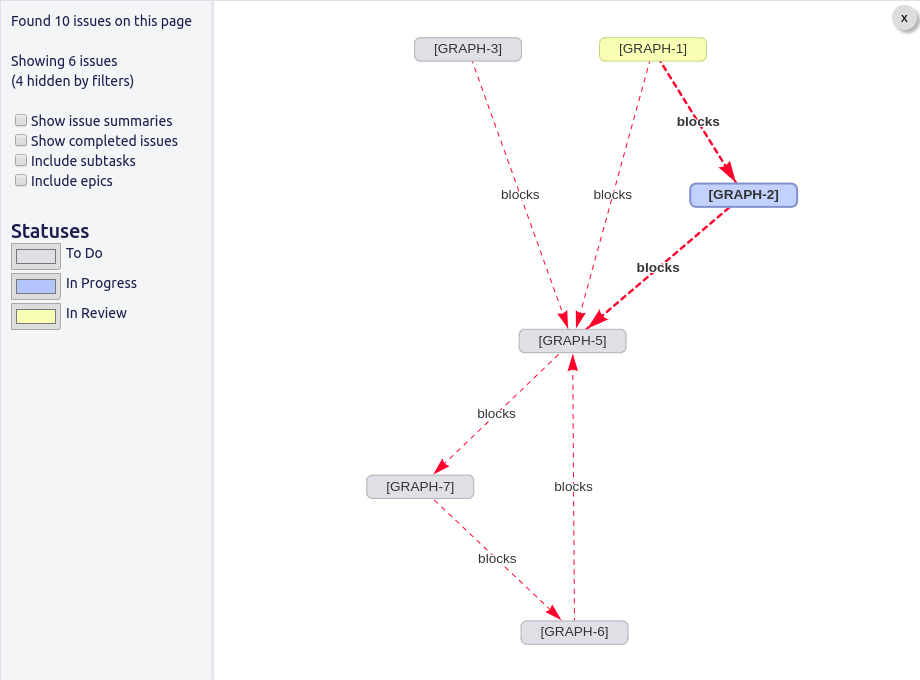 Found 10 issues on this page
Showing 6 issues
(4 hidden by filters)
Show issue summaries
Show completed issues
Include subtasks
Include epics
Statuses
To Do
In Progress
In Review
x
[GRAPH-3]
[GRAPH-1]
blocks
blocks
blocks
[GRAPH-2]
blocks
[GRAPH-5]
blocks
[GRAPH-7]
blocks
blocks
[GRAPH-6]